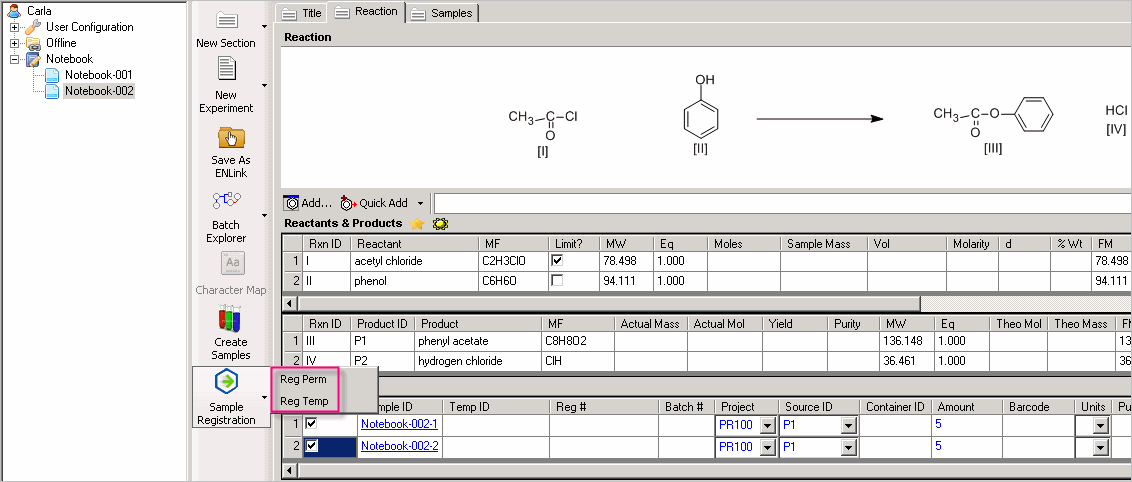 Carla
User Configuration
Offline
Notebook
Notebook-001
Notebook-002
New Section
New
Experiment
Save As
ENLink
Batch
Explorer
Aa
Character Map
Create
Samples
Sample
Registration
Reg Perm
Reg Temp
Title Reaction Samples
Reaction
CH3 C Cl
O
[I]
OH
[II]
CH3 C O
O
[III]
HCl
[IV]
Add... Quick Add
Reactants & Products
Rxn ID Reactant MF Limit? MW Eq Moles Sample Mass Vol Molarity d % Wt FM
1 I acetyl chloride C2H3ClO 78.498 1.000 78.498
2 II phenol C6H6O 94.111 1.000 94.111
Rxn ID Product ID Product MF Actual Mass Actual Mol Yield Purity MW Eq Theo Mol Theo Mass
1 III P1 phenyl acetate C8H8O2 136.148 1.000 13
2 IV P2 hydrogen chloride ClH 36.461 1.000 36
ple ID Temp ID Reg # Batch # Project Source ID Container ID Amount Barcode Units Pu
1 Notebook-002-1 PR100 P1 5
2 Notebook-002-2 PR100 P1 5